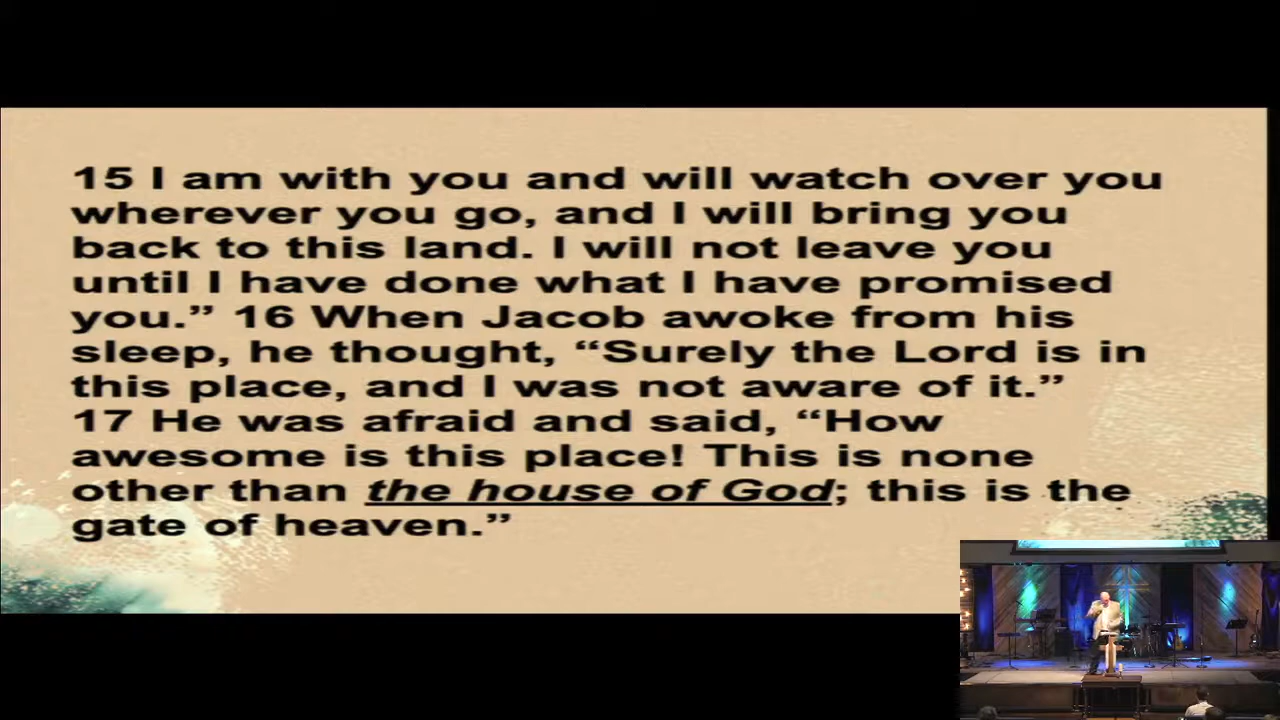 15 I am with you and will watch over you
wherever you go, and I will bring you
back to this land. I will not leave you
until I have done what I have promised
you.” 16 When Jacob awoke from his
sleep, he thought, “Surely the Lord is in
this place, and I was not aware of it.”
17 He was afraid and said, “How
awesome is this place! This is none
other than the house of God; this is the
gate of heaven.”